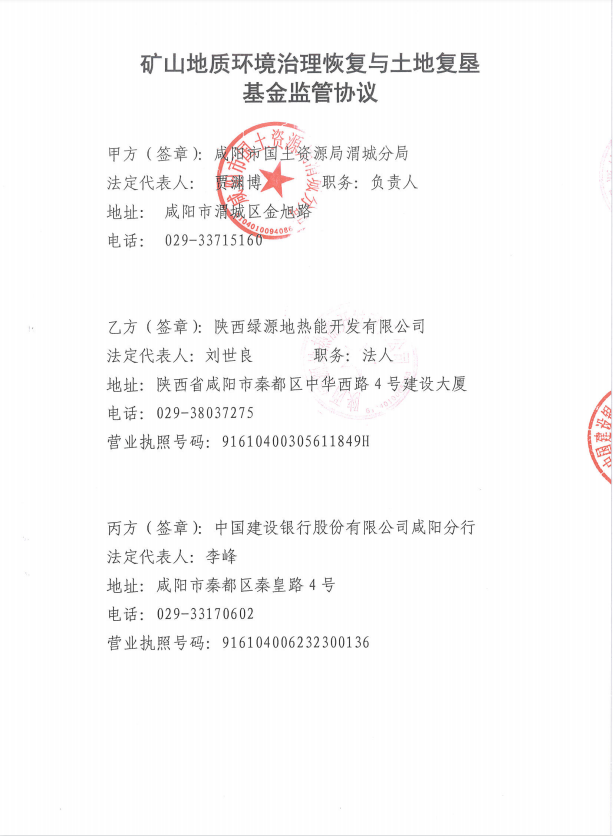 矿山地质环境治理恢复与土地复垦
基金监管协议
甲方（签章）：咸阳市国土资源局渭城分局
法定代表人： 贾渊博 职务：负责人
地址： 咸阳市渭城区金旭路
电话： 029-33715160
乙方（签章）：陕西绿源地热能开发有限公司
法定代表人：刘世良 职务：法人
地址：陕西省咸阳市秦都区中华西路4号建设大厦
电话：029-38037275
营业执照号码：91610400305611849H
丙方（签章）：中国建设银行股份有限公司咸阳分行
法定代表人：李峰
地址：咸阳市秦都区秦皇路4号
电话：029-33170602
营业执照号码：916104006232300136